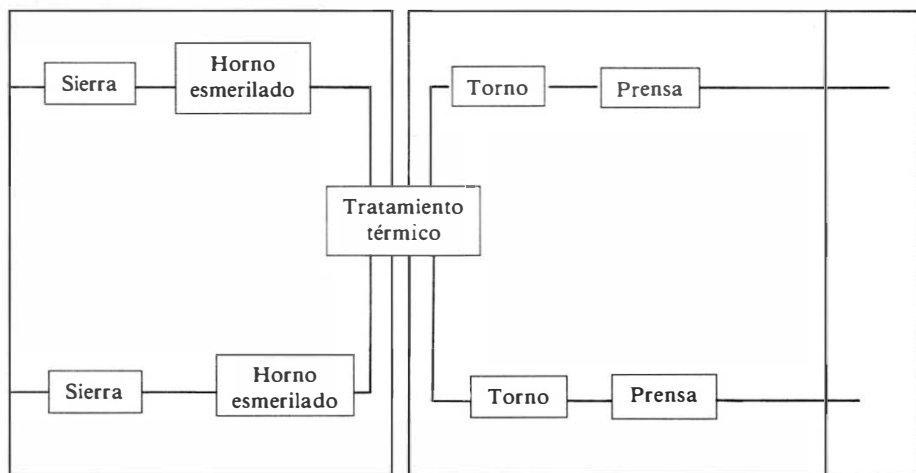 Sierra
Horno
esmerilado
Torno
Prensa
Tratamiento
térmico
Sierra
Horno
esmerilado
Torno
Prensa